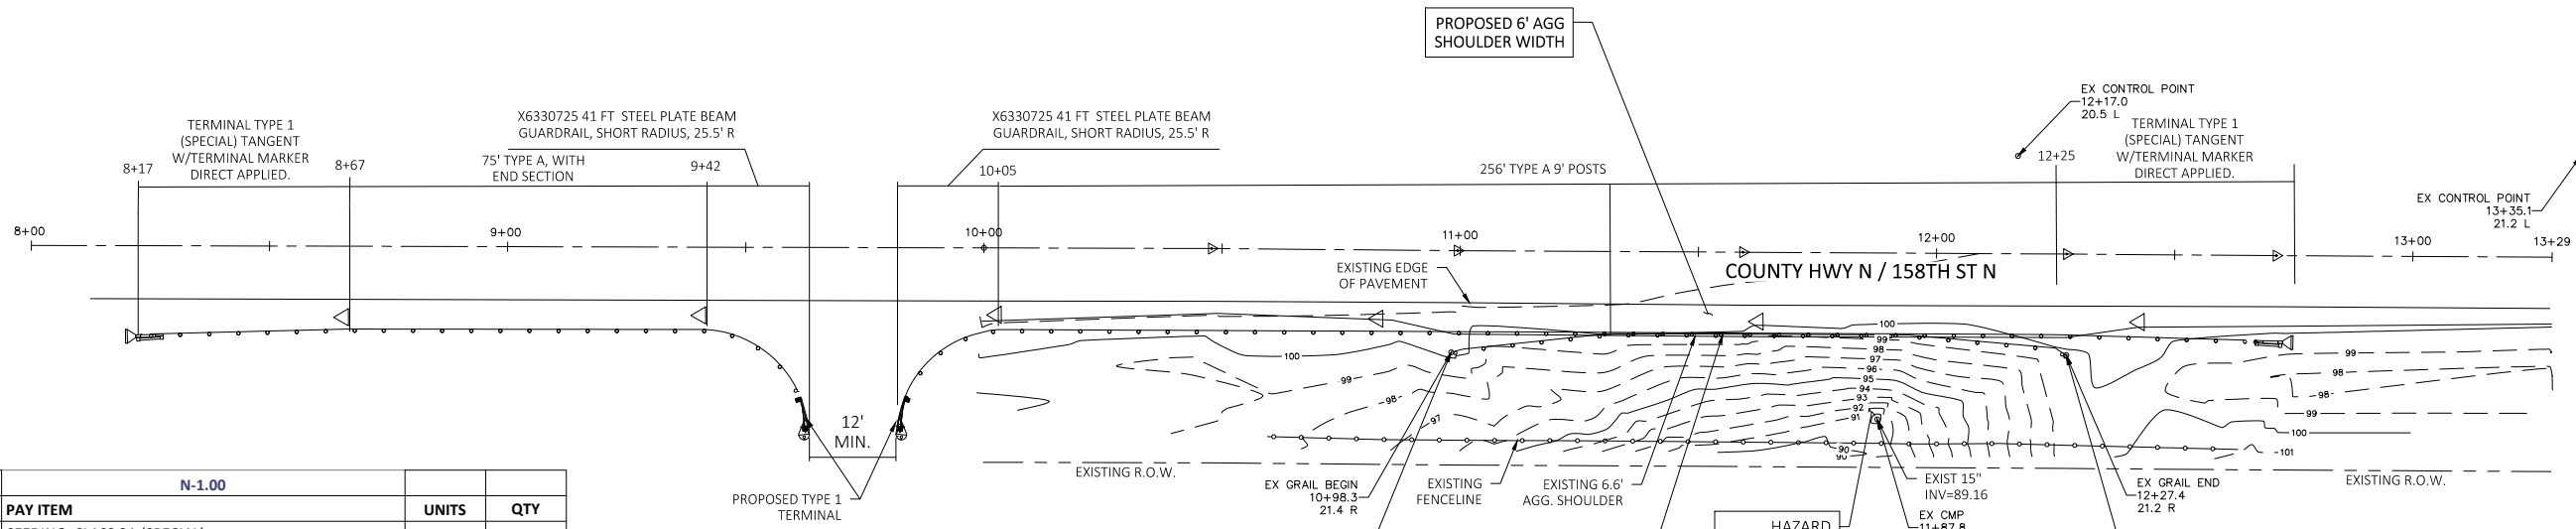 PROPOSED 6' AGG
SHOULDER WIDTH
EX CONTROL POINT
12+17.0
20.5 L
TERMINAL TYPE 1
(SPECIAL) TANGENT
W/TERMINAL MARKER
DIRECT APPLIED.
X6330725 41 FT STEEL PLATE BEAM
GUARDRAIL, SHORT RADIUS, 25.5' R
X6330725 41 FT STEEL PLATE BEAM
GUARDRAIL, SHORT RADIUS, 25.5' R
TERMINAL TYPE 1
(SPECIAL) TANGENT
W/TERMINAL MARKER
DIRECT APPLIED.
8+17
8+67
75' TYPE A, WITH
END SECTION
9+42
10+05
256' TYPE A 9' POSTS
12+25
EX CONTROL POINT
13+35.1
21.2 L
8+00
9+00
10+00
11+00
12+00
13+00
13+29
EXISTING EDGE
OF PAVEMENT
COUNTY HWY N / 158TH ST N
100
99
98
97
96
95
94
93
92
91
90
90
100
99
98
97
99
98
98
99
100
101
12'
MIN.
PROPOSED TYPE 1
TERMINAL
EXISTING R.O.W.
EX GRAIL BEGIN
10+98.3
21.4 R
EXISTING
FENCELINE
EXISTING 6.6'
AGG. SHOULDER
EXIST 15"
INV=89.16
EX CMP
11+87.8
HAZARD
EX GRAIL END
12+27.4
21.2 R
EXISTING R.O.W.
N-1.00
PAY ITEM UNITS QTY